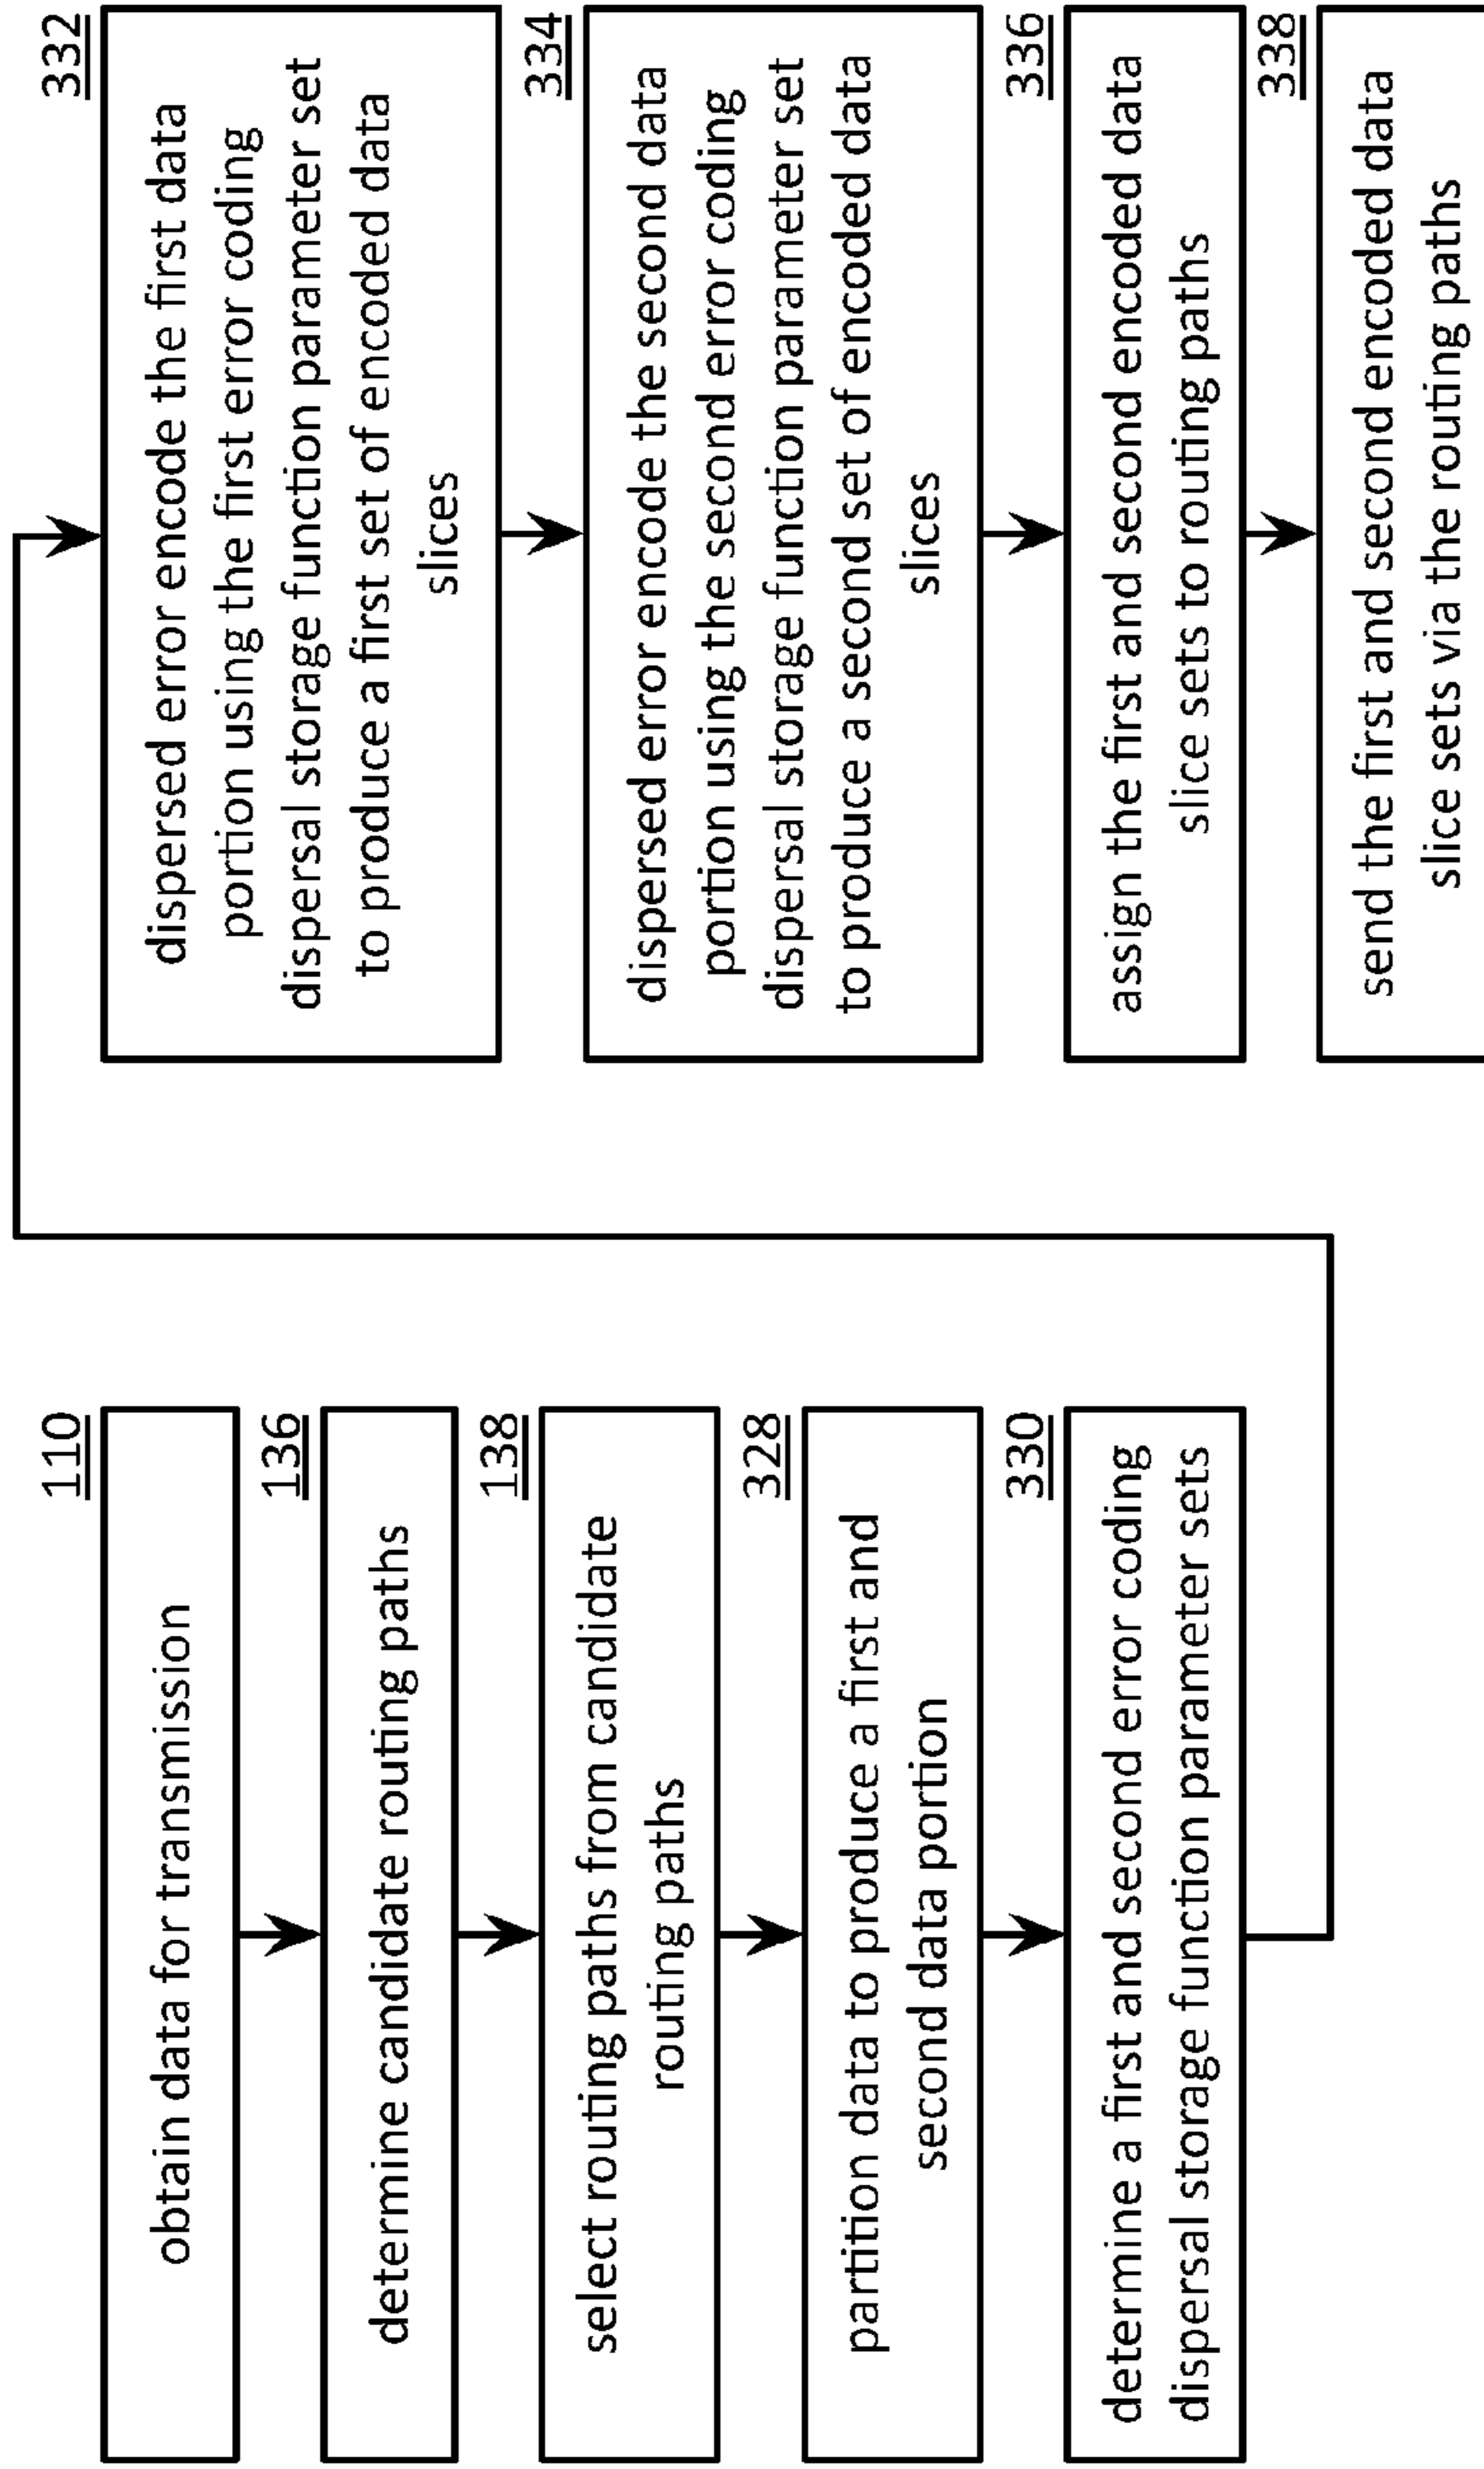 110
obtain data for transmission
136
determine candidate routing paths
138
select routing paths from candidate
routing paths
328
partition data to produce a first and
second data portion
330
determine a first and second error coding
dispersal storage function parameter sets
332
dispersed error encode the first data
portion using the first error coding
dispersal storage function parameter set
to produce a first set of encoded data
slices
334
dispersed error encode the second data
portion using the second error coding
dispersal storage function parameter set
to produce a second set of encoded data
slices
336
assign the first and second encoded data
slice sets to routing paths
338
send the first and second encoded data
slice sets via the routing paths